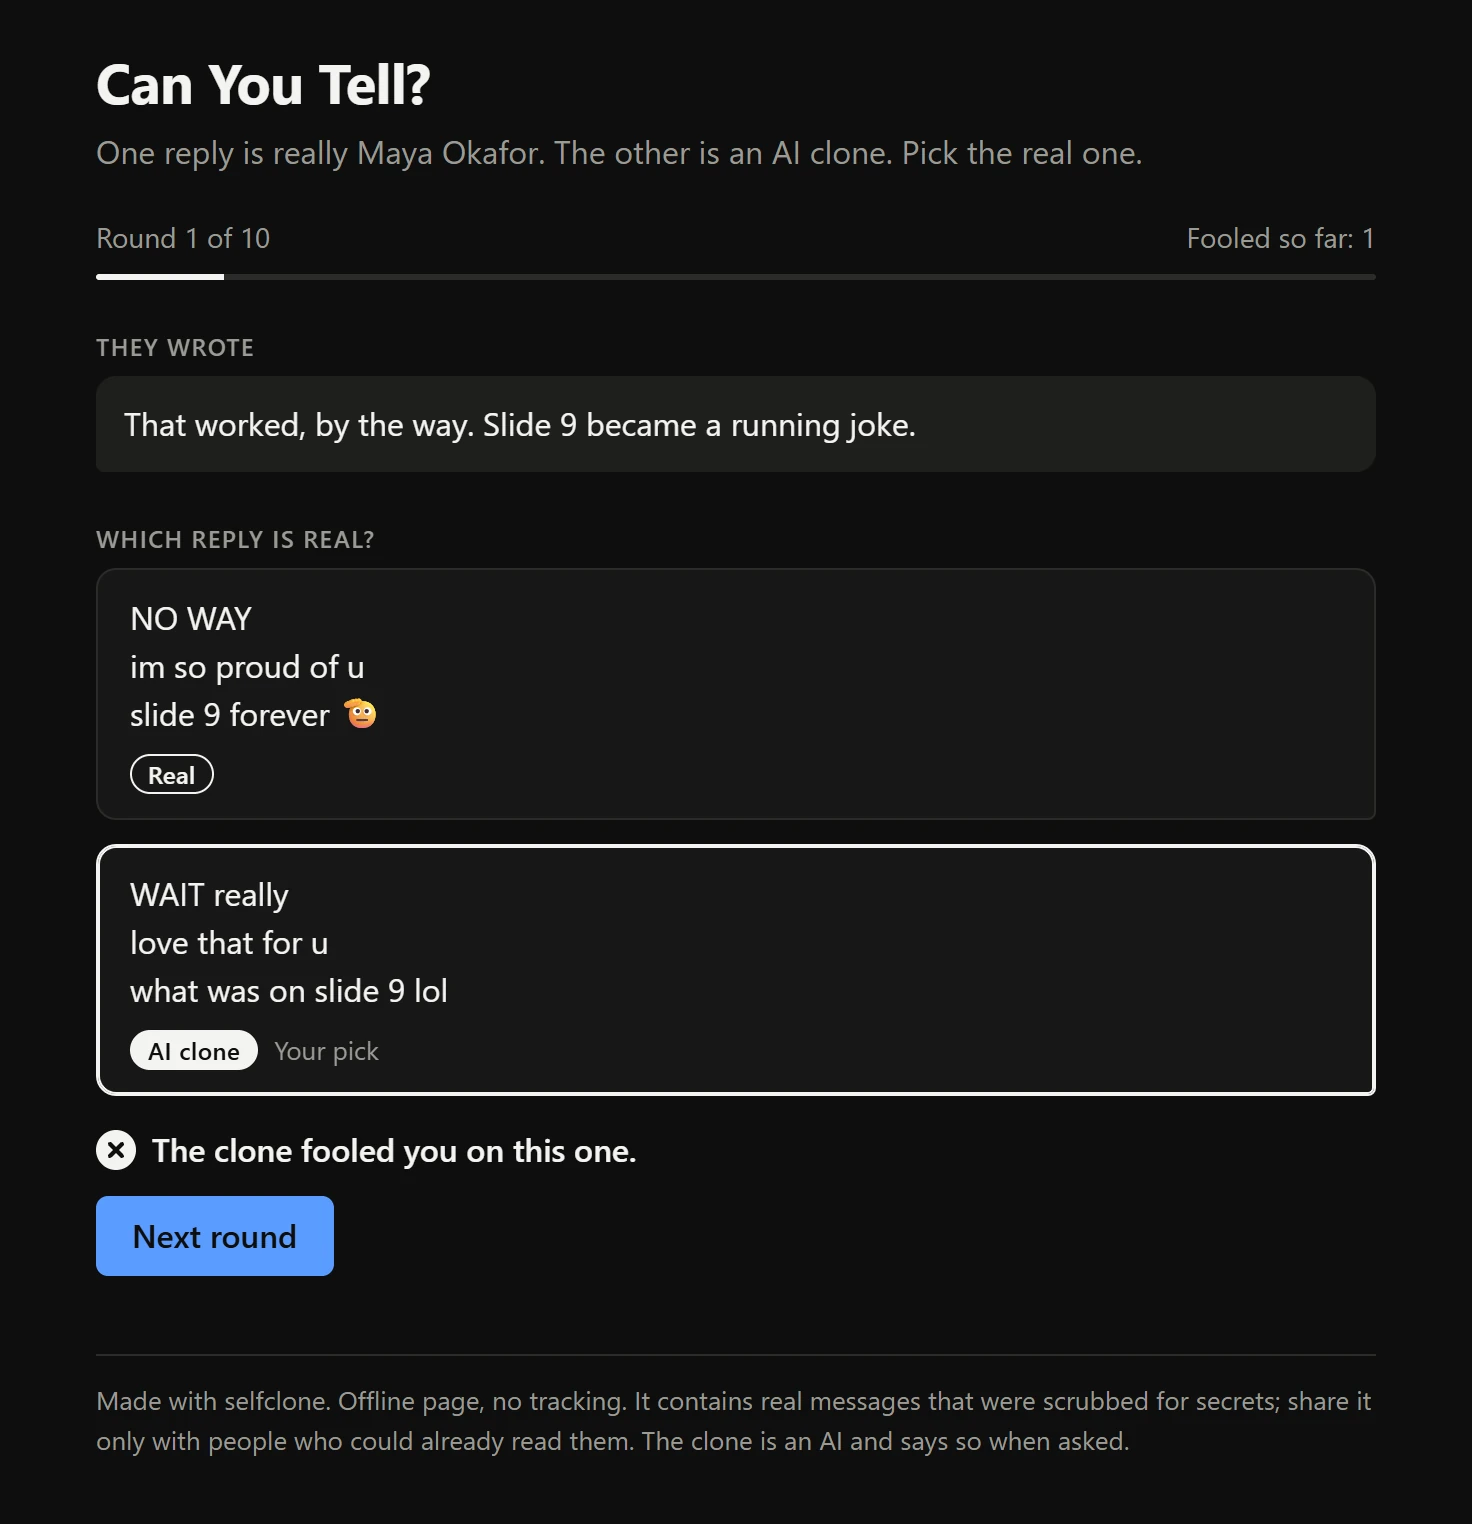 Can You Tell?
One reply is really Maya Okafor. The other is an AI clone. Pick the real one.
Round 1 of 10
Fooled so far: 1
THEY WROTE
That worked, by the way. Slide 9 became a running joke.
WHICH REPLY IS REAL?
NO WAY
im so proud of u
slide 9 forever 🫡
Real
WAIT really
love that for u
what was on slide 9 lol
AI clone
Your pick
The clone fooled you on this one.
Next round
Made with selfclone. Offline page, no tracking. It contains real messages that were scrubbed for secrets; share it
only with people who could already read them. The clone is an AI and says so when asked.